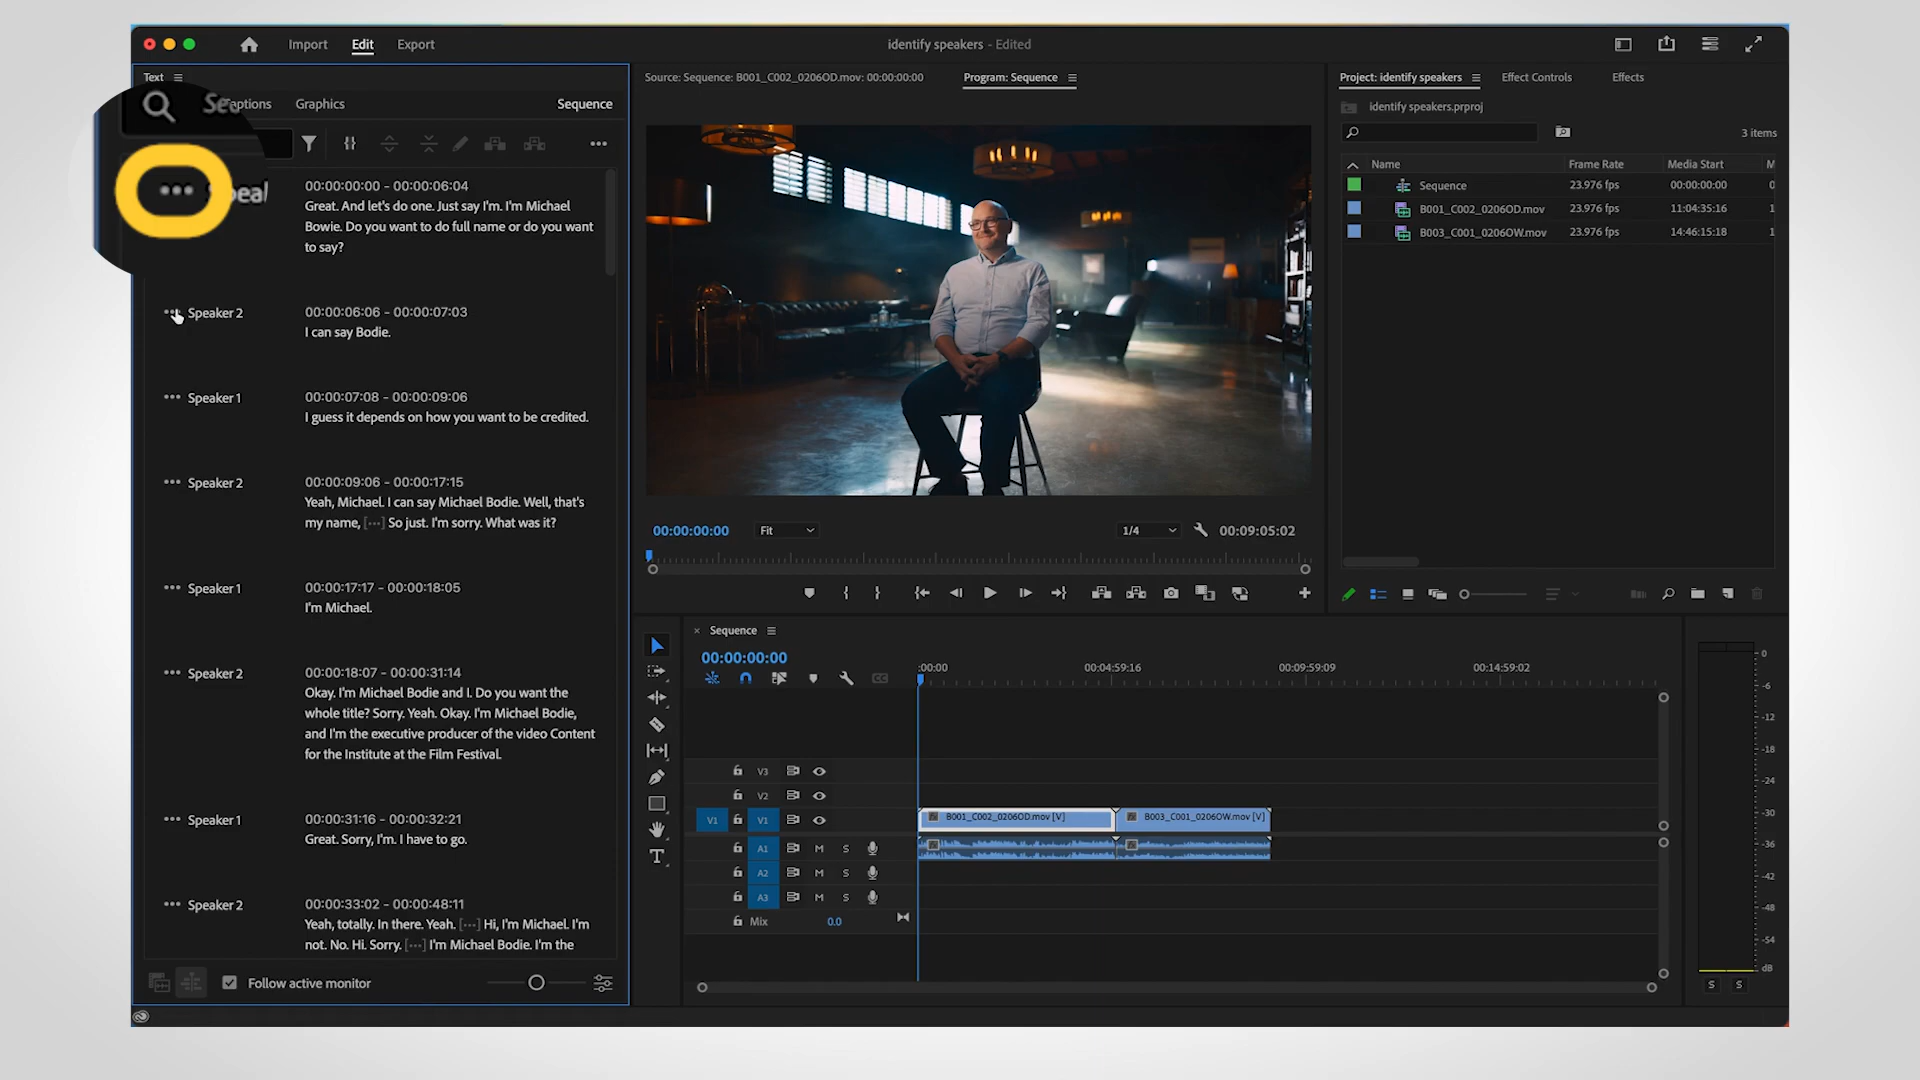 Import
Edit
Export
identify speakers - Edited
Text
Graphics
Sequence
Speaker 2
Speaker 1
Speaker 2
Speaker 1
Speaker 2
Speaker 1
Speaker 2
00:00:00:00 - 00:00:06:04
Great. And let's do one. Just say I'm. I'm Michael
Bowie. Do you want to do full name or do you want
to say?
00:00:06:06 - 00:00:07:03
I can say Bodie.
00:00:07:08 - 00:00:09:06
I guess it depends on how you want to be credited.
00:00:09:06 - 00:00:17:15
Yeah, Michael. I can say Michael Bodie. Well, that's
my name, [···] So just. I'm sorry. What was it?
00:00:17:17 - 00:00:18:05
I'm Michael.
00:00:18:07 - 00:00:31:14
Okay. I'm Michael Bodie and I. Do you want the
whole title? Sorry. Yeah. Okay. I'm Michael Bodie,
and I'm the executive producer of the video Content
for the Institute at the Film Festival.
00:00:31:16 - 00:00:32:21
Great. Sorry, I'm. I have to go.
00:00:33:02 - 00:00:48:11
Yeah, totally. In there. Yeah. [···] Hi, I'm Michael. I'm
not. No. Hi. Sorry. [···] I'm Michael Bodie. I'm the
Follow active monitor
Source: Sequence: B001_C002_0206OD.mov: 00:00:00:00
Program: Sequence
00:00:00:00
Fit
1/4
00:09:05:02
Project: identify speakers
Effect Controls
Effects
identify speakers.prproj
3 items
Name
Frame Rate
Media Start
M
Sequence
23.976 fps
00:00:00:00
0
B001_C002_0206OD.mov
23.976 fps
11:04:35:16
1
B003_C001_0206OW.mov
23.976 fps
14:46:15:18
1
Sequence
00:00:00:00
:00:00
00:04:59:16
00:09:59:09
00:14:59:02
V3
V2
V1
V1
B001_C002_0206OD.mov [V]
B003_C001_0206OW.mov [V]
A1
M
S
A2
M
S
A3
M
S
Mix
0.0
0
-6
-12
-18
-24
-30
-36
-42
-48
-54
dB
S
S